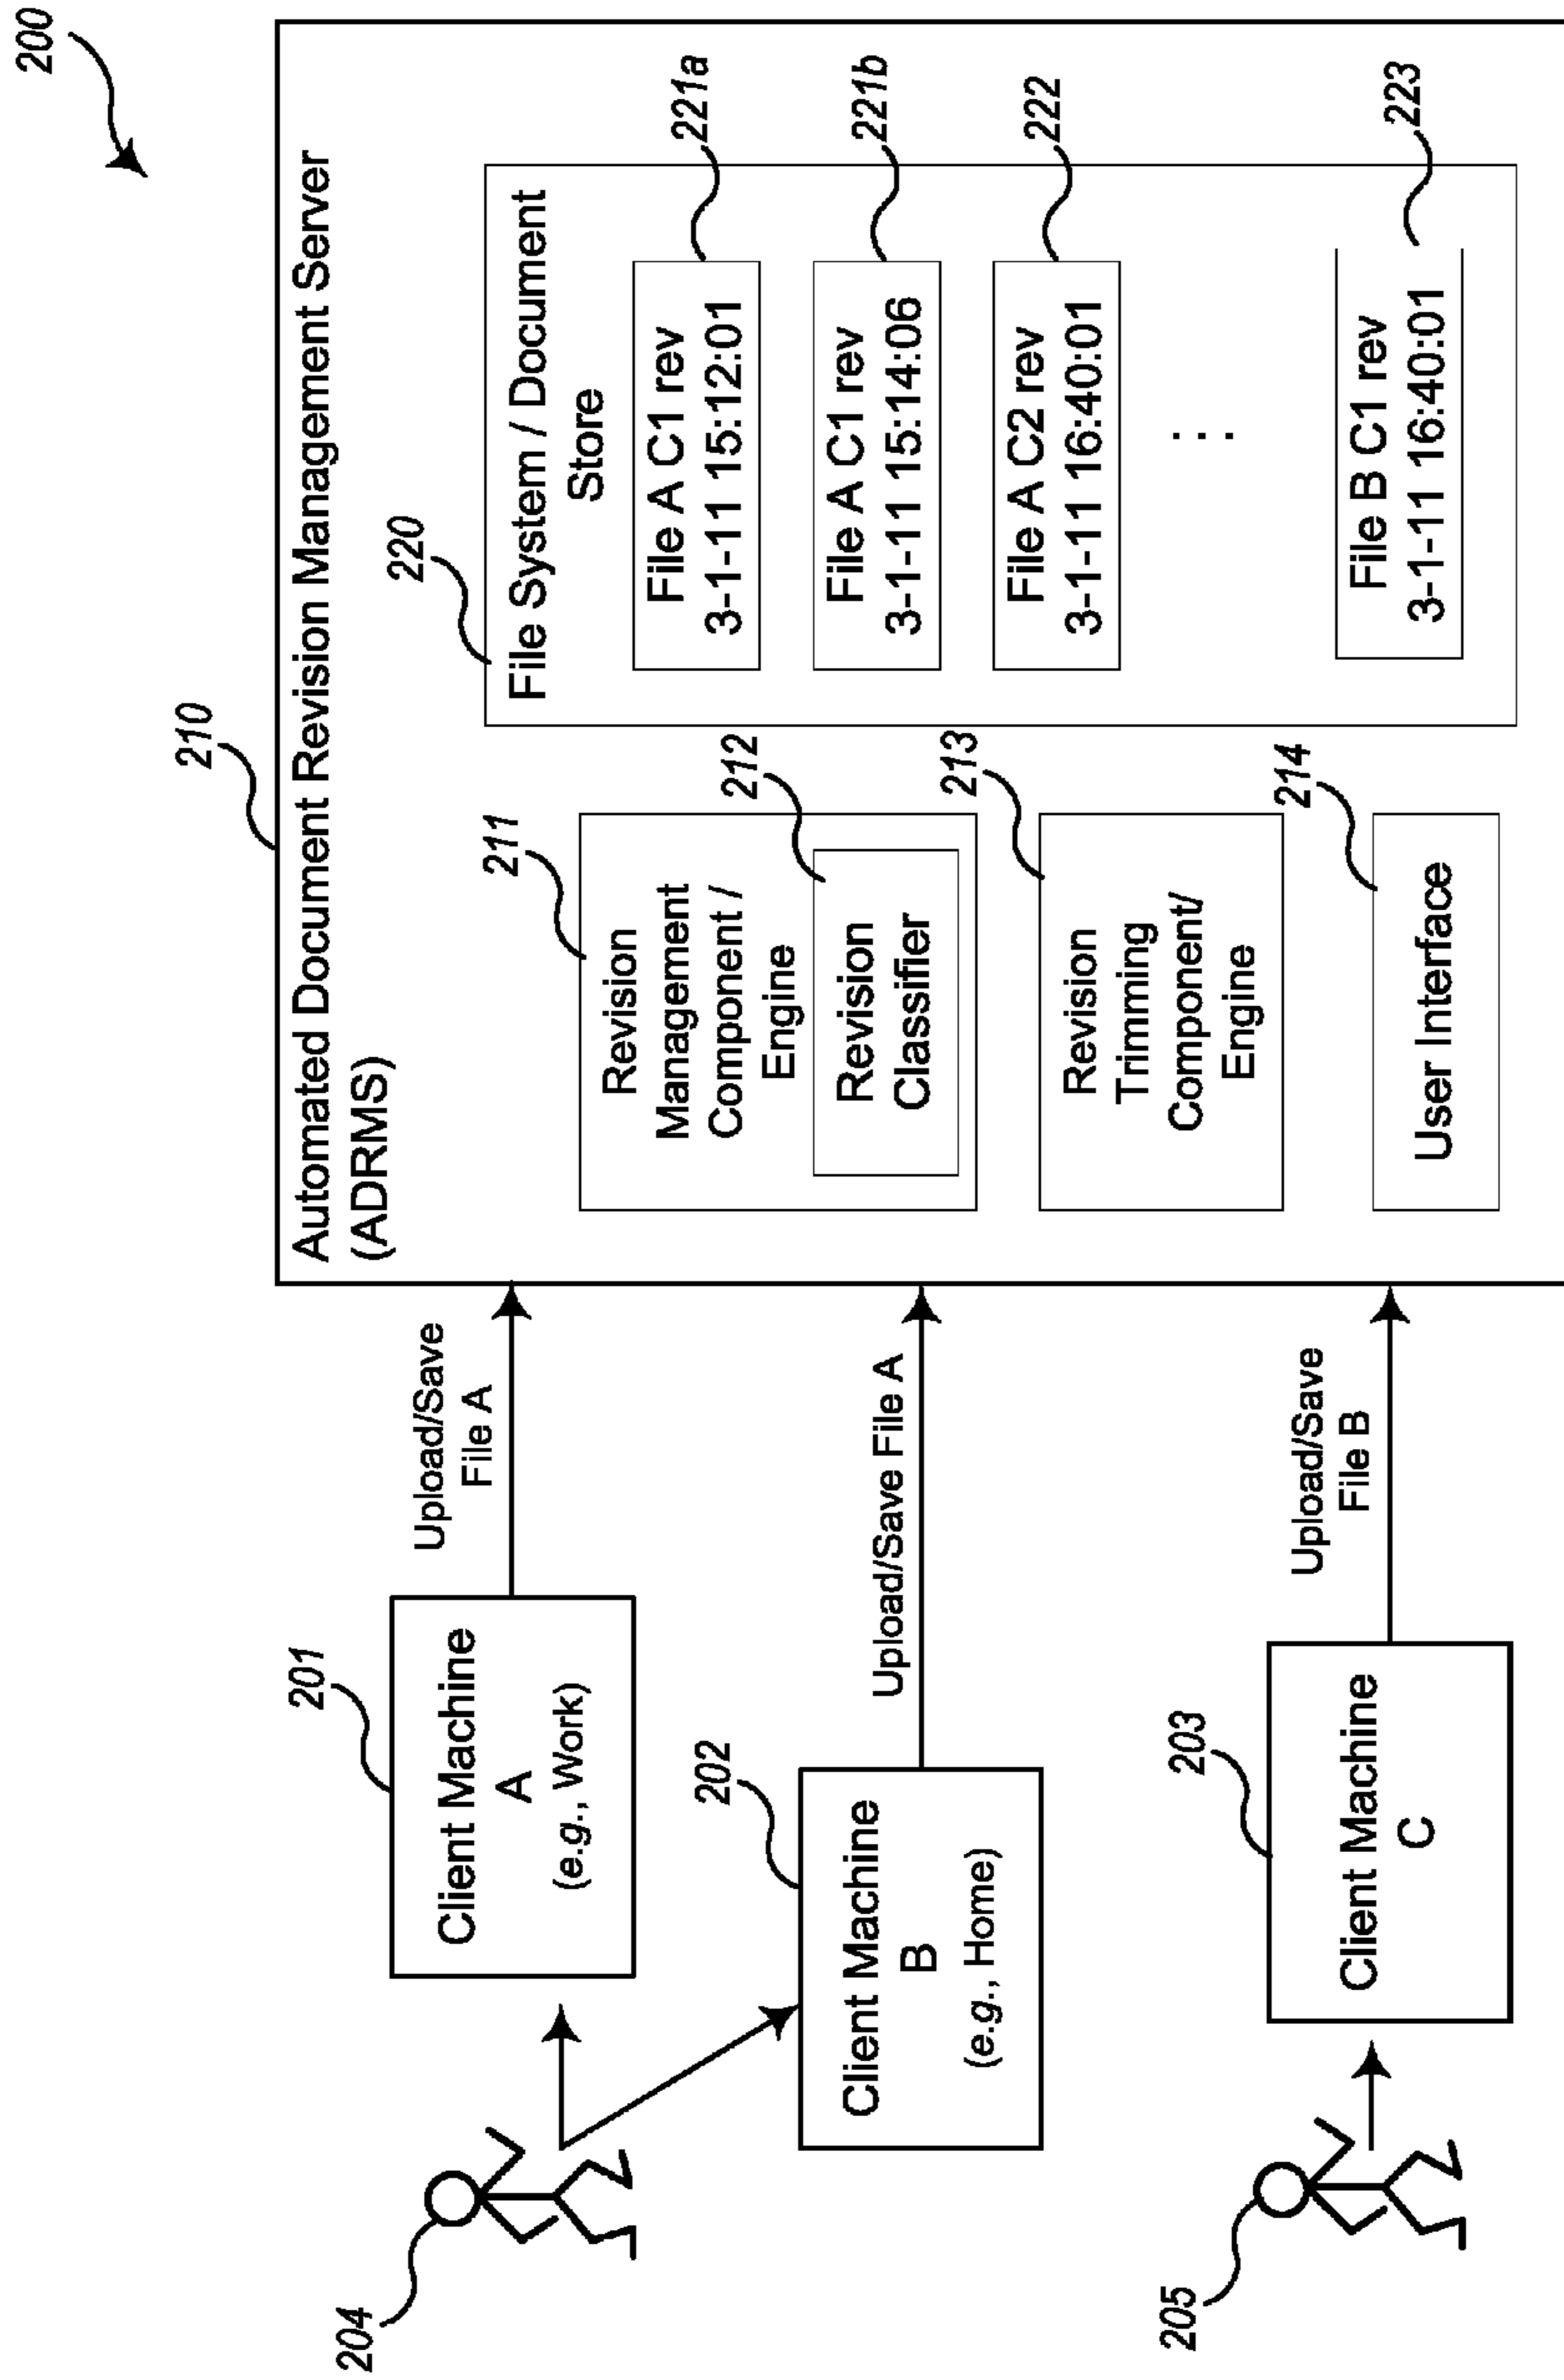 200
210
Automated Document Revision Management Server
(ADRMS)
204
201
Client Machine
A
(e.g., Work)
Upload/Save
File A
202
Client Machine
B
(e.g., Home)
Upload/Save File A
205
203
Client Machine
C
Upload/Save
File B
211
Revision
Management
Component /
Engine
212
Revision
Classifier
213
Revision
Trimming
Component/
Engine
214
User Interface
220
File System / Document
Store
File A C1 rev
3-1-11 15:12:01
221a
File A C1 rev
3-1-11 15:14:06
221b
File A C2 rev
3-1-11 16:40:01
222
. . .
File B C1 rev
3-1-11 16:40:01
223